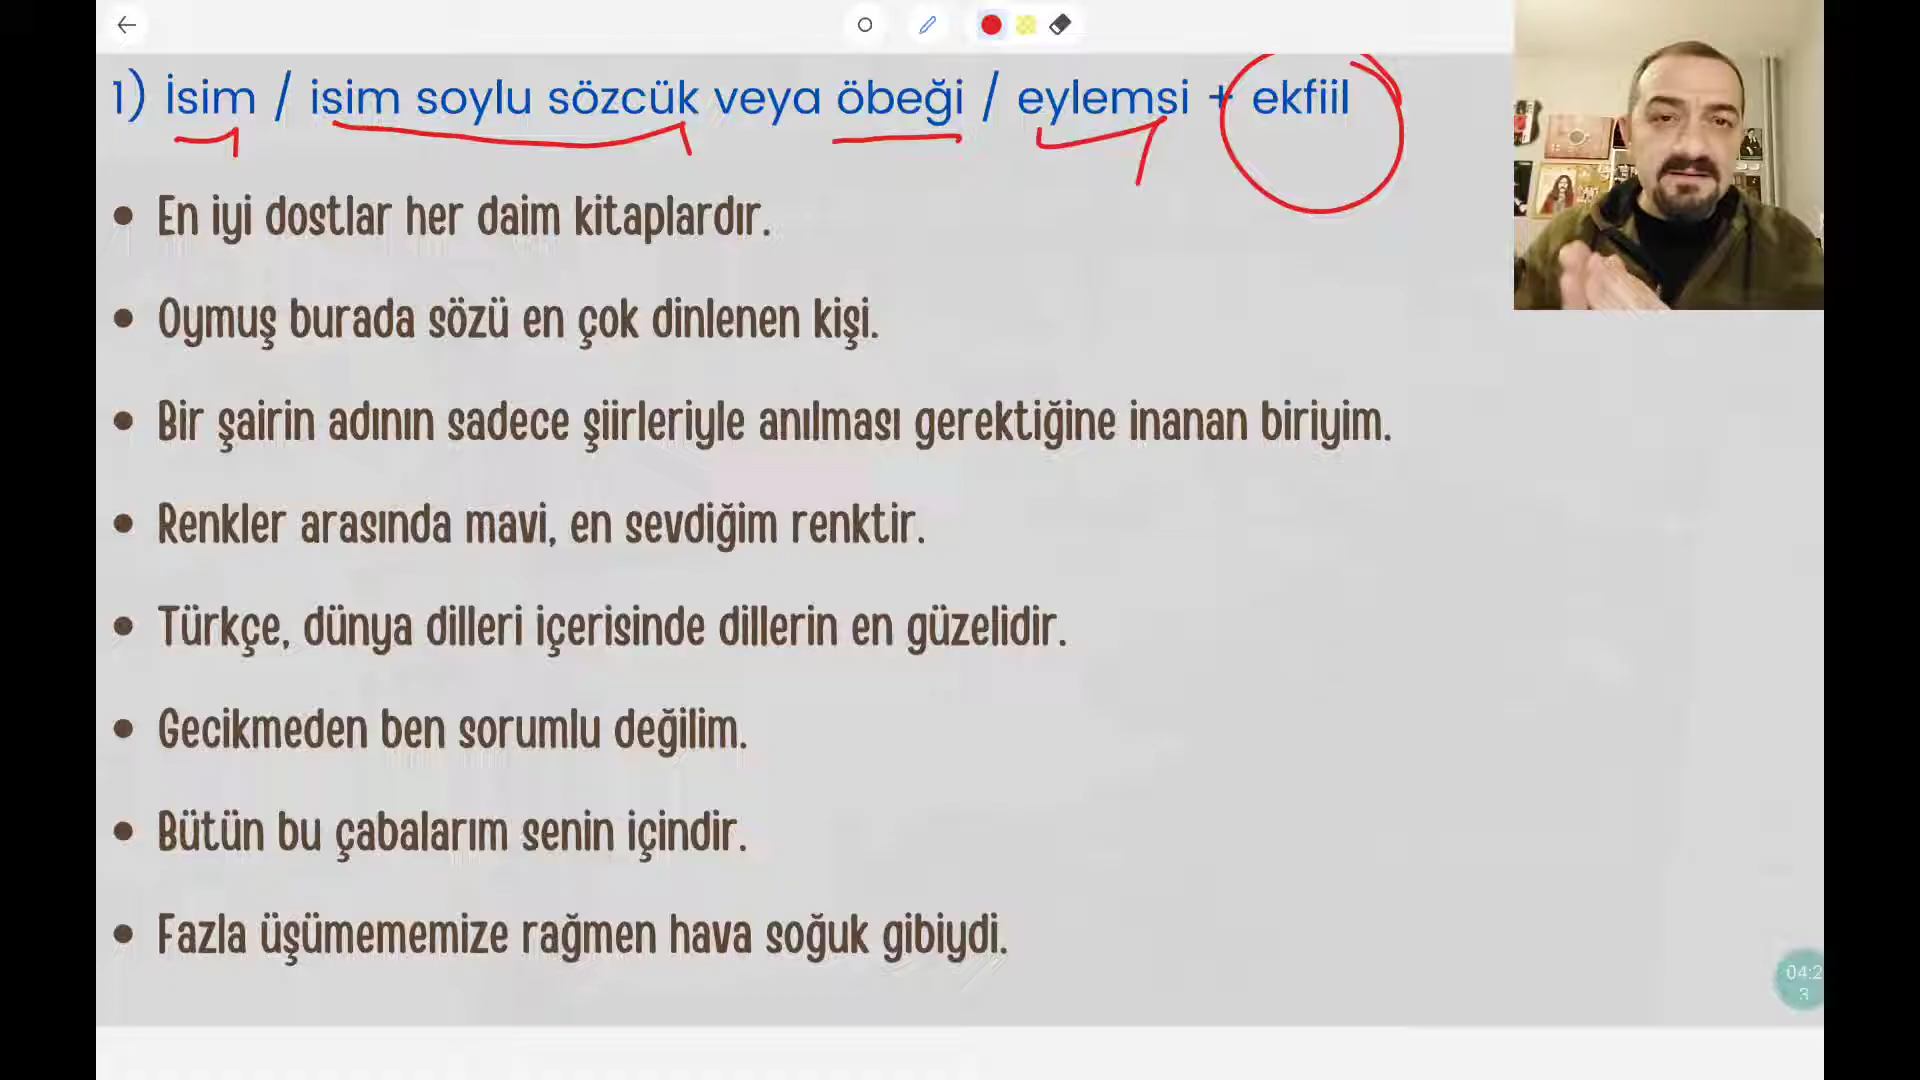 1) İsim / isim soylu sözcük veya öbeği / eylemsi + ekfiil
• En iyi dostlar her daim kitaplardır.
• Oymuş burada sözü en çok dinlenen kişi.
• Bir şairin adının sadece şiirleriyle anılması gerektiğine inanan biriyim.
• Renkler arasında mavi, en sevdiğim renktir.
• Türkçe, dünya dilleri içerisinde dillerin en güzelidir.
• Gecikmeden ben sorumlu değilim.
• Bütün bu çabalarım senin içindir.
• Fazla üşümememize rağmen hava soğuk gibiydi.
04:2
3